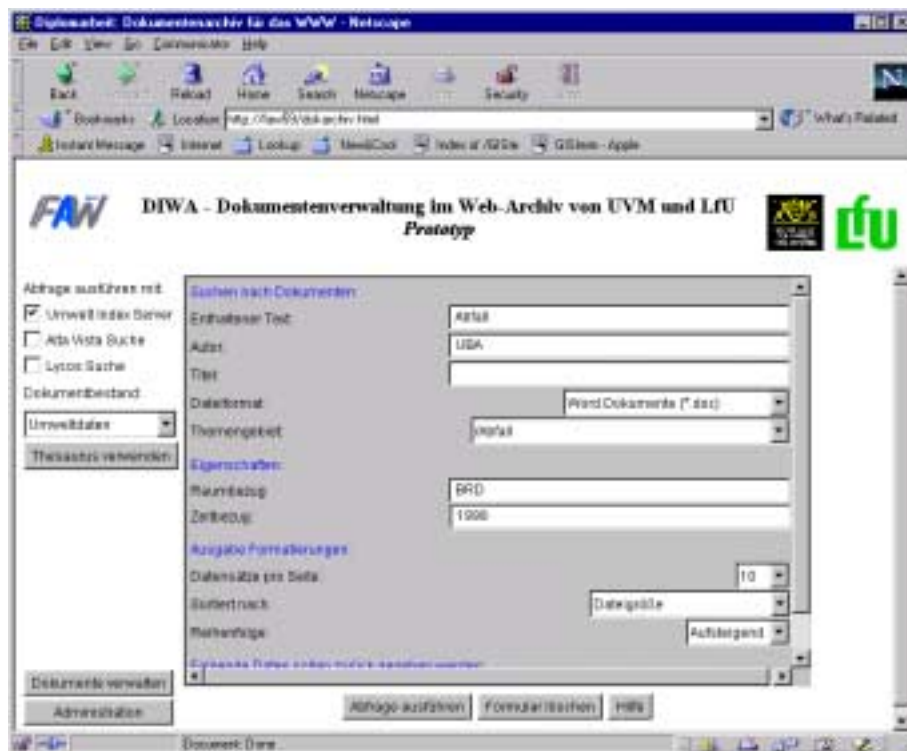 Diplomarbeit: Dokumentenarchiv für das WWW - Netscape
File Edit View Go Communicator Help
Back Reload Home Search Netscape Security
Bookmarks Location What's Related
Instant Message Internet Lookup New&Cool
FAW
DIWA - Dokumentenverwaltung im Web-Archiv von UVM und LfU
Prototyp
LfU
Abfrage ausführen mit
Umwelt Index Server
Alta Vista Suche
Lycos Suche
Dokumentbestand
Umweltdaten
Thesaurus verwenden
Suchen nach Dokumenten:
Enthaltener Text: Abfall
Autor: UBA
Titel:
Dateiformat: Word Dokumente (*.doc)
Themengebiet: Abfall
Eigenschaften:
Raumbezug: BRD
Zeitbezug: 1998
Ausgabe Formatierungen:
Datensätze pro Seite: 10
Sortiert nach: Dateigröße
Reihenfolge: Aufsteigend
Dokumente verwalten
Administration
Abfrage ausführen Formular löschen Hilfe
Document: Done